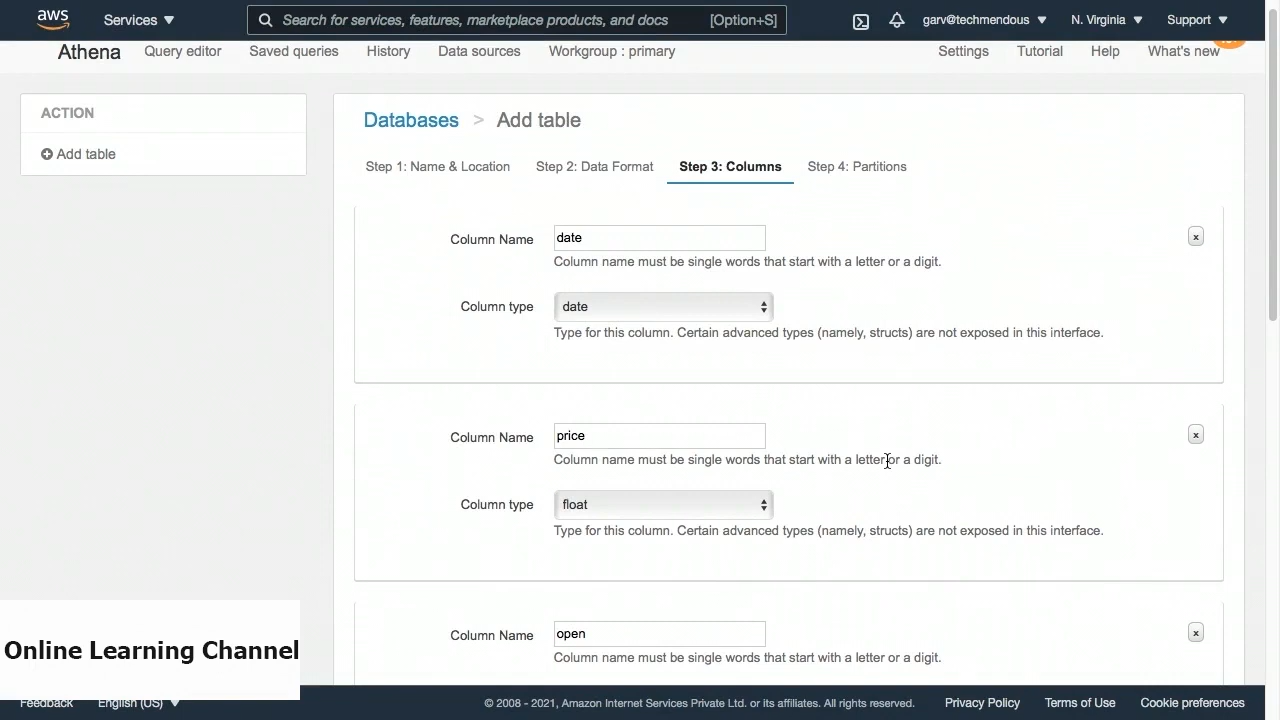 aws Services Search for services, features, marketplace products, and docs [Option+S] garv@techmendous N. Virginia Support
Athena Query editor Saved queries History Data sources Workgroup : primary Settings Tutorial Help What's new
ACTION
Add table
Databases > Add table
Step 1: Name & Location Step 2: Data Format Step 3: Columns Step 4: Partitions
Column Name date x
Column name must be single words that start with a letter or a digit.
Column type date
Type for this column. Certain advanced types (namely, structs) are not exposed in this interface.
Column Name price x
Column name must be single words that start with a letter or a digit.
Column type float
Type for this column. Certain advanced types (namely, structs) are not exposed in this interface.
Column Name open x
Column name must be single words that start with a letter or a digit.
Online Learning Channel
Feedback English (US) © 2008 - 2021, Amazon Internet Services Private Ltd. or its affiliates. All rights reserved. Privacy Policy Terms of Use Cookie preferences